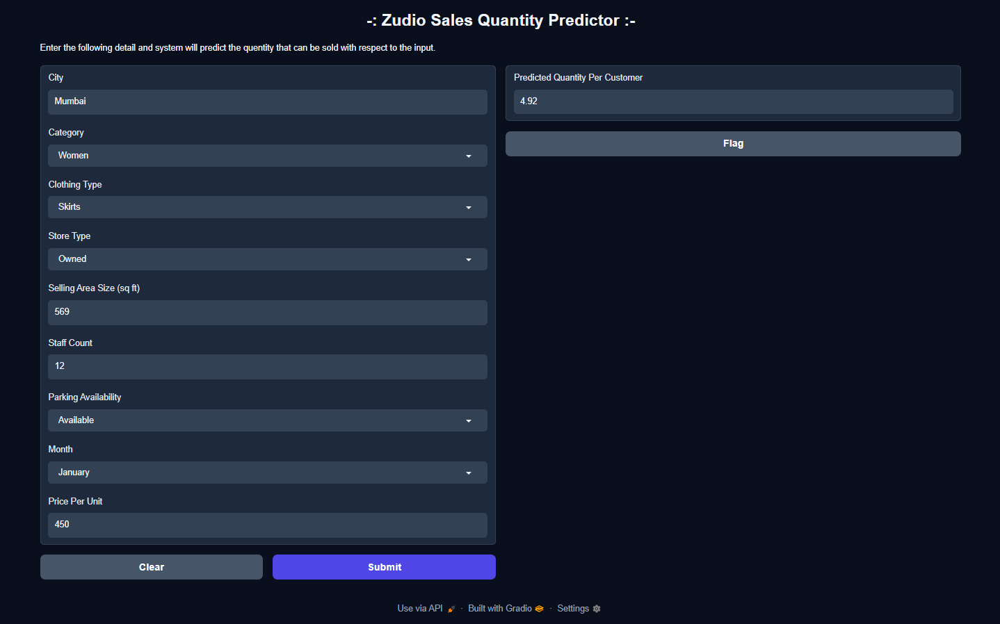 -: Zudio Sales Quantity Predictor :-
Enter the following detail and system will predict the quentity that can be sold with respect to the input.
City
Mumbai
Category
Women
Clothing Type
Skirts
Store Type
Owned
Selling Area Size (sq ft)
569
Staff Count
12
Parking Availability
Available
Month
January
Price Per Unit
450
Clear
Submit
Predicted Quantity Per Customer
4.92
Flag
Use via API · Built with Gradio · Settings